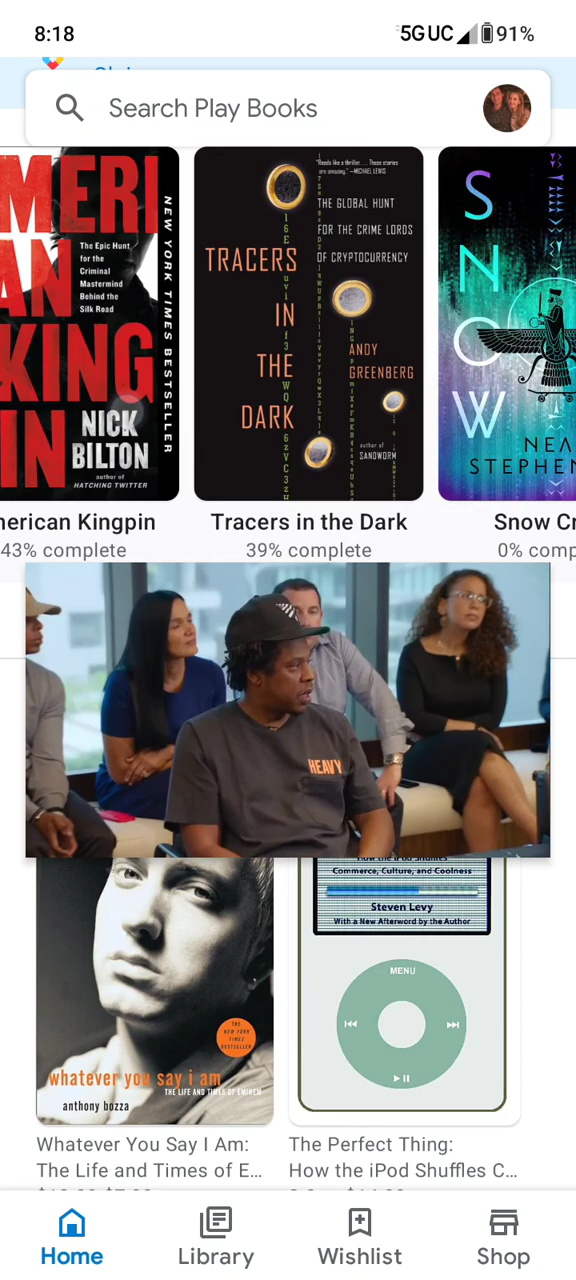 8:18
5G UC
91%
Search Play Books
MERI
AN
KING
IN
The Epic Hunt
for the
Criminal
Mastermind
Behind the
Silk Road
NEW YORK TIMES BESTSELLER
NICK
BILTON
author of
HATCHING TWITTER
"Reads like a thriller.... These stories
are amazing." —MICHAEL LEWIS
THE GLOBAL HUNT
FOR THE CRIME LORDS
OF CRYPTOCURRENCY
TRACERS
IN
THE
DARK
ANDY
GREENBERG
author of
SANDWORM
SNOW
NEA
STEPHEN
merican Kingpin
43% complete
Tracers in the Dark
39% complete
Snow Cr
0% comp
HEAVY
THE
NEW YORK
TIMES
BESTSELLER
whatever you say i am
THE LIFE AND TIMES OF EMINEM
anthony bozza
How the iPod Shuffles
Commerce, Culture, and Coolness
Steven Levy
With a New Afterword by the Author
MENU
Whatever You Say I Am:
The Life and Times of E...
The Perfect Thing:
How the iPod Shuffles C...
Home
Library
Wishlist
Shop